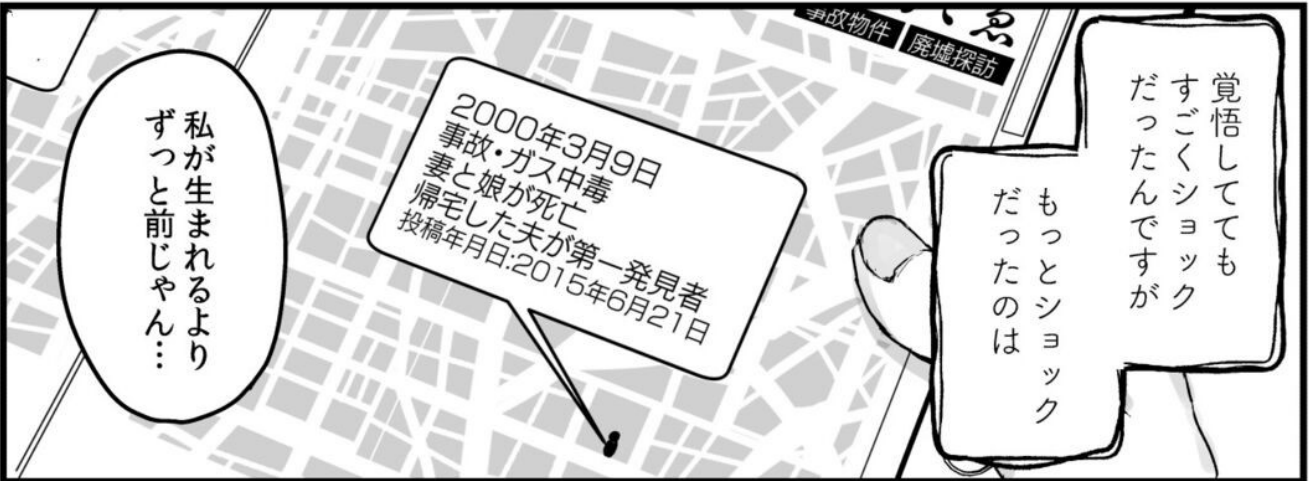 覚悟してても
すごくショック
だったんですが
もっとショック
だったのは
事故物件
廃墟探訪
2000年3月9日
事故・ガス中毒
妻と娘が死亡
帰宅した夫が第一発見者
投稿年月日:2015年6月21日
私が生まれるより
ずっと前じゃん…